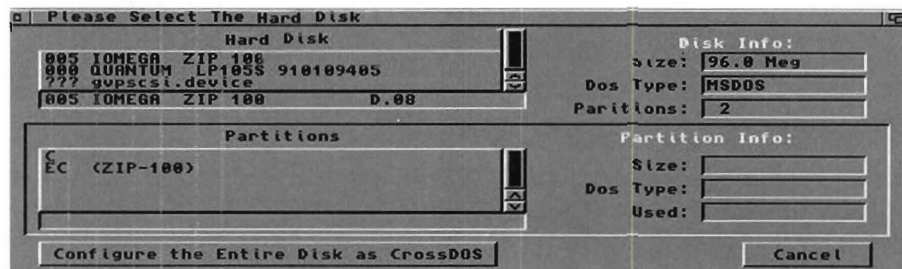 Please Select The Hard Disk
Hard Disk
005 IOMEGA ZIP 100
000 QUANTUM LP105S 910109405
??? gvpscsi.device
005 IOMEGA ZIP 100 D.08
Disk Info:
Size: 96.0 Meg
Dos Type: MSDOS
Paritions: 2
Partitions
C
EC (ZIP-100)
Partition Info:
Size:
Dos Type:
Used:
Configure the Entire Disk as CrossDOS
Cancel